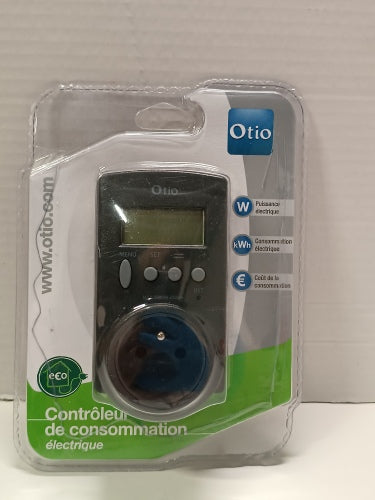 Otio
www.otio.com
Otio
MENU
SET
W
Puissance
électrique
kWh
Consommation
électrique
€
Coût de la
consommation
eco
Contrôleur
de consommation
électrique